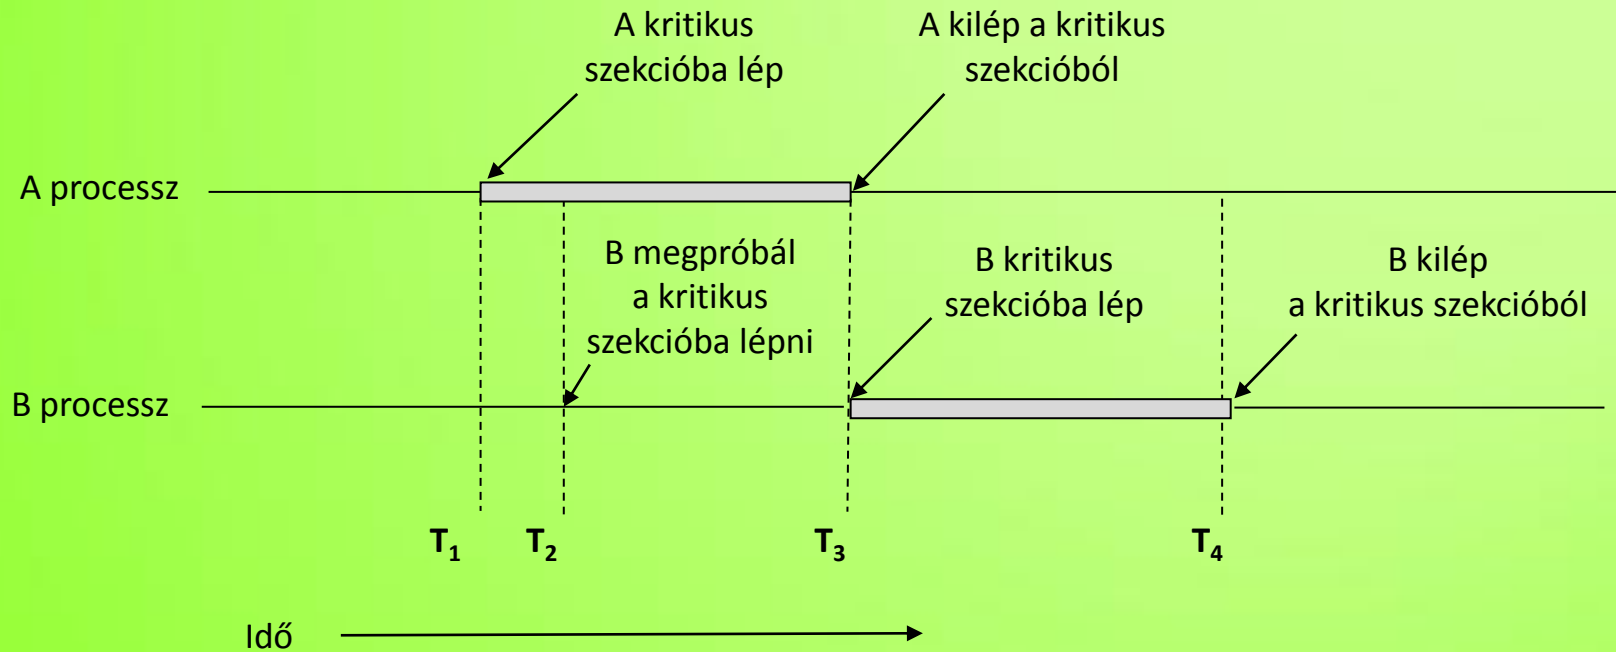 A kritikus
szekcióba lép
A kilép a kritikus
szekcióból
A processz
B megpróbál
a kritikus
szekcióba lépni
B kritikus
szekcióba lép
B kilép
a kritikus szekcióból
B processz
T₁ T₂ T₃ T₄
Idő